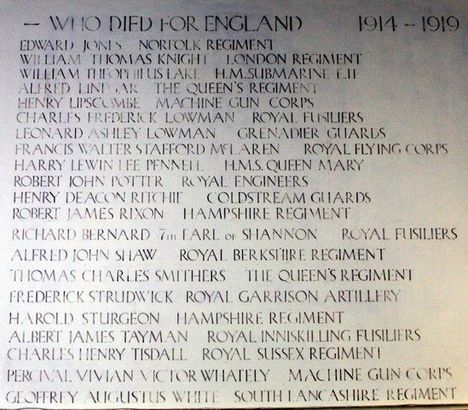 — WHO DIED FOR ENGLAND 1914 – 1919
EDWARD JONES NORFOLK REGIMENT
WILLIAM THOMAS KNIGHT LONDON REGIMENT
WILLIAM THEOPHILUS LAKE H.M.SUBMARINE E.11
ALFRED LINEGAR THE QUEEN'S REGIMENT
HENRY LIPSCOMBE MACHINE GUN CORPS
CHARLES FREDERICK LOWMAN ROYAL FUSILIERS
LEONARD ASHLEY LOWMAN GRENADIER GUARDS
FRANCIS WALTER STAFFORD McLAREN ROYAL FLYING CORPS
HARRY LEWIN LEE PENNELL H.M.S. QUEEN MARY
ROBERT JOHN POTTER ROYAL ENGINEERS
HENRY DEACON RITCHIE COLDSTREAM GUARDS
ROBERT JAMES RIXON HAMPSHIRE REGIMENT
RICHARD BERNARD 7TH EARL OF SHANNON ROYAL FUSILIERS
ALFRED JOHN SHAW ROYAL BERKSHIRE REGIMENT
THOMAS CHARLES SMITHERS THE QUEEN'S REGIMENT
FREDERICK STRUDWICK ROYAL GARRISON ARTILLERY
HAROLD STURGEON HAMPSHIRE REGIMENT
ALBERT JAMES TAYMAN ROYAL INNISKILLING FUSILIERS
CHARLES HENRY TISDALL ROYAL SUSSEX REGIMENT
PERCIVAL VIVIAN VICTOR WHATELY MACHINE GUN CORPS
GEOFFREY AUGUSTUS WHITE SOUTH LANCASHIRE REGIMENT